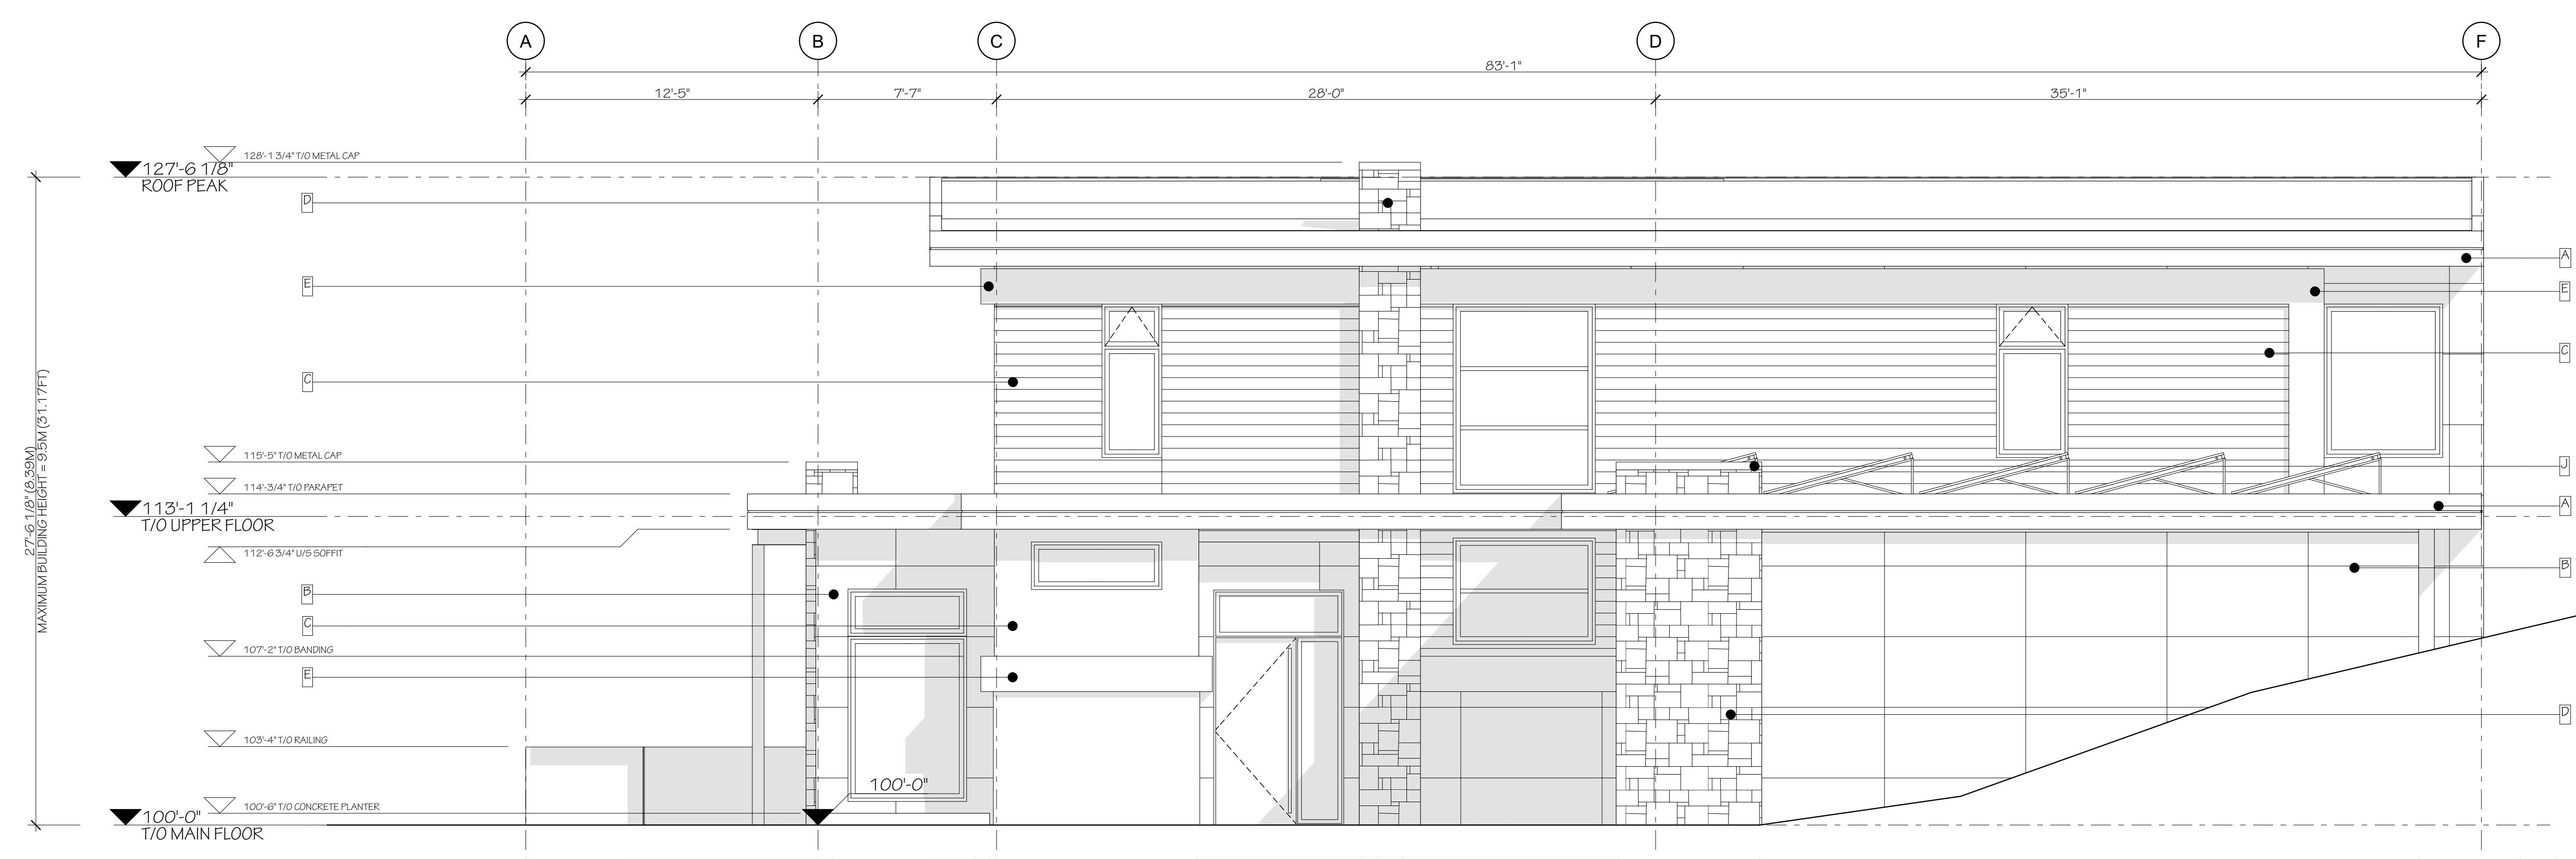 A B C D F
83'-1"
12'-5" 7'-7" 28'-0" 35'-1"
128'-1 3/4" T/O METAL CAP
127'-6 1/8"
ROOF PEAK
D
A
E
E
C
C
115'-5" T/O METAL CAP
J
114'-3/4" T/O PARAPET
113'-1 1/4"
T/O UPPER FLOOR
A
112'-6 3/4" U/S SOFFIT
B
B
C
107'-2" T/O BANDING
E
D
103'-4" T/O RAILING
100'-0"
100'-6" T/O CONCRETE PLANTER
100'-0"
T/O MAIN FLOOR
27'-6 1/8" (8.39M)
MAXIMUM BUILDING HEIGHT = 9.5M (31.17FT)